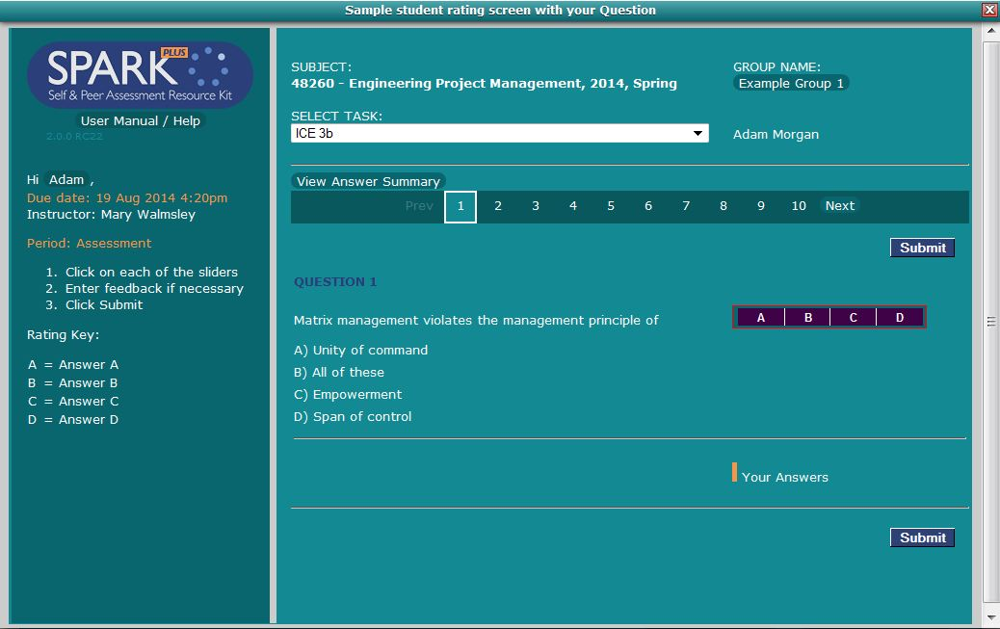 Sample student rating screen with your Question
X
SPARK PLUS
Self & Peer Assessment Resource Kit
User Manual / Help
2.0.0 RC22
Hi Adam ,
Due date: 19 Aug 2014 4:20pm
Instructor: Mary Walmsley
Period: Assessment
1. Click on each of the sliders
2. Enter feedback if necessary
3. Click Submit
Rating Key:
A = Answer A
B = Answer B
C = Answer C
D = Answer D
SUBJECT:
48260 - Engineering Project Management, 2014, Spring
GROUP NAME:
Example Group 1
SELECT TASK:
ICE 3b
Adam Morgan
View Answer Summary
Prev 1 2 3 4 5 6 7 8 9 10 Next
Submit
QUESTION 1
Matrix management violates the management principle of
A B C D
A) Unity of command
B) All of these
C) Empowerment
D) Span of control
Your Answers
Submit